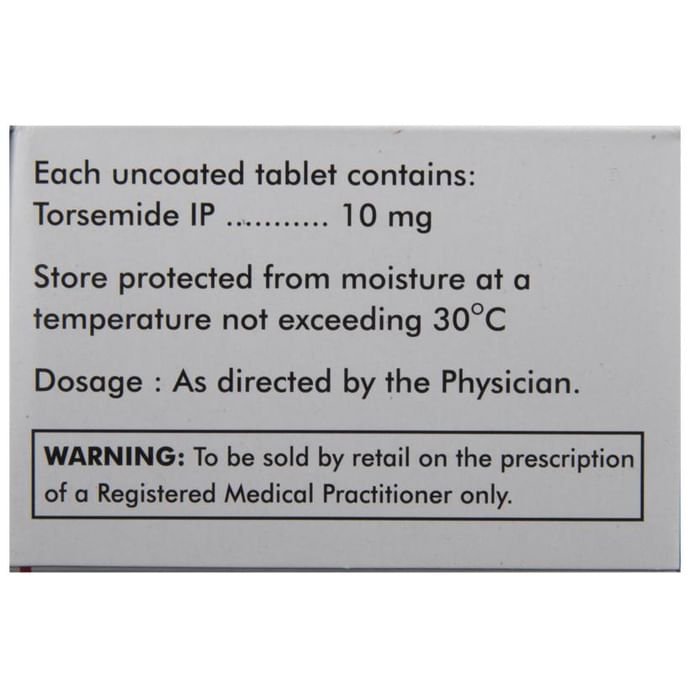 Each uncoated tablet contains:
Torsemide IP ........... 10 mg
Store protected from moisture at a
temperature not exceeding 30°C
Dosage : As directed by the Physician.
WARNING: To be sold by retail on the prescription
of a Registered Medical Practitioner only.